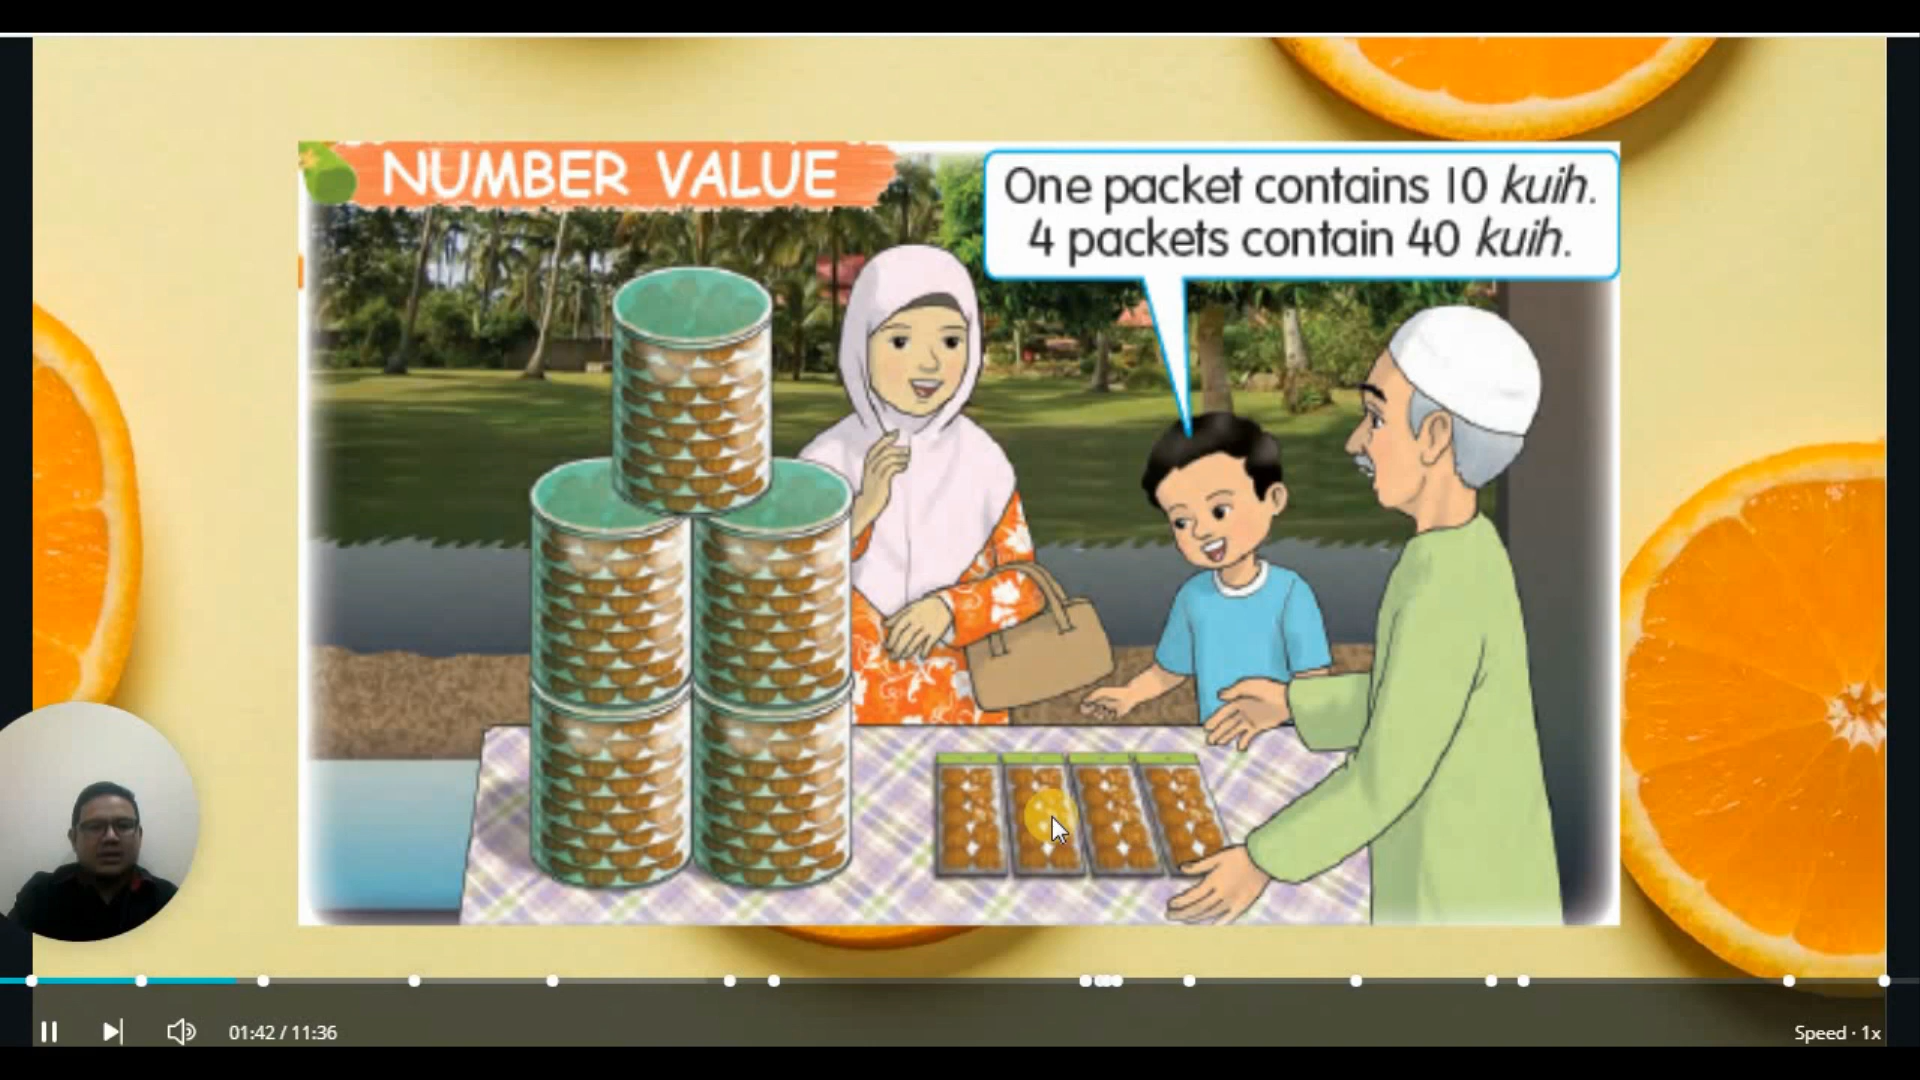 NUMBER VALUE
One packet contains 10 kuih.
4 packets contain 40 kuih.
01:42 / 11:36
Speed · 1x